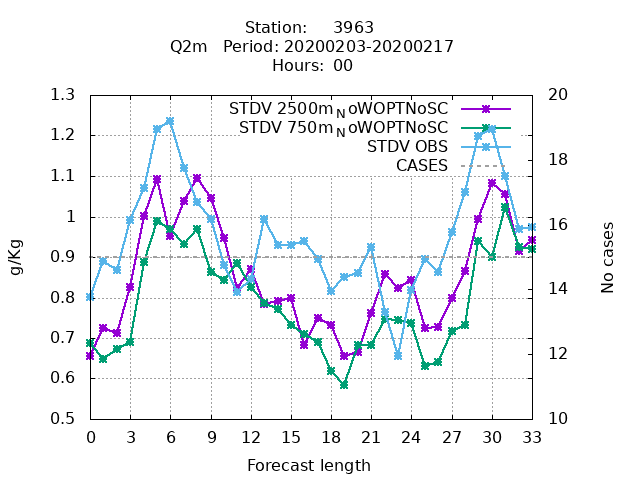 Station: 3963
Q2m Period: 20200203-20200217
Hours: 00
STDV 2500mNoWOPTNoSC
STDV 750mNoWOPTNoSC
STDV OBS
CASES
1.3
1.2
1.1
1
0.9
0.8
0.7
0.6
0.5
20
18
16
14
12
10
g/Kg
No cases
0 3 6 9 12 15 18 21 24 27 30 33
Forecast length